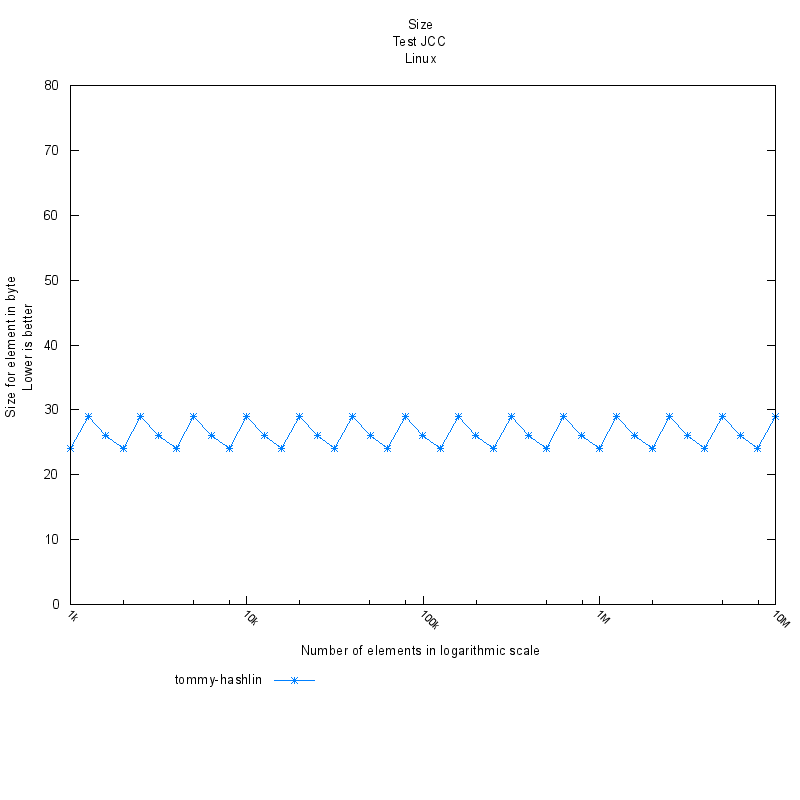 Size
Test JCC
Linux
80
70
60
50
40
30
20
10
0
Size for element in byte
Lower is better
1k
10k
100k
1M
10M
Number of elements in logarithmic scale
tommy-hashlin